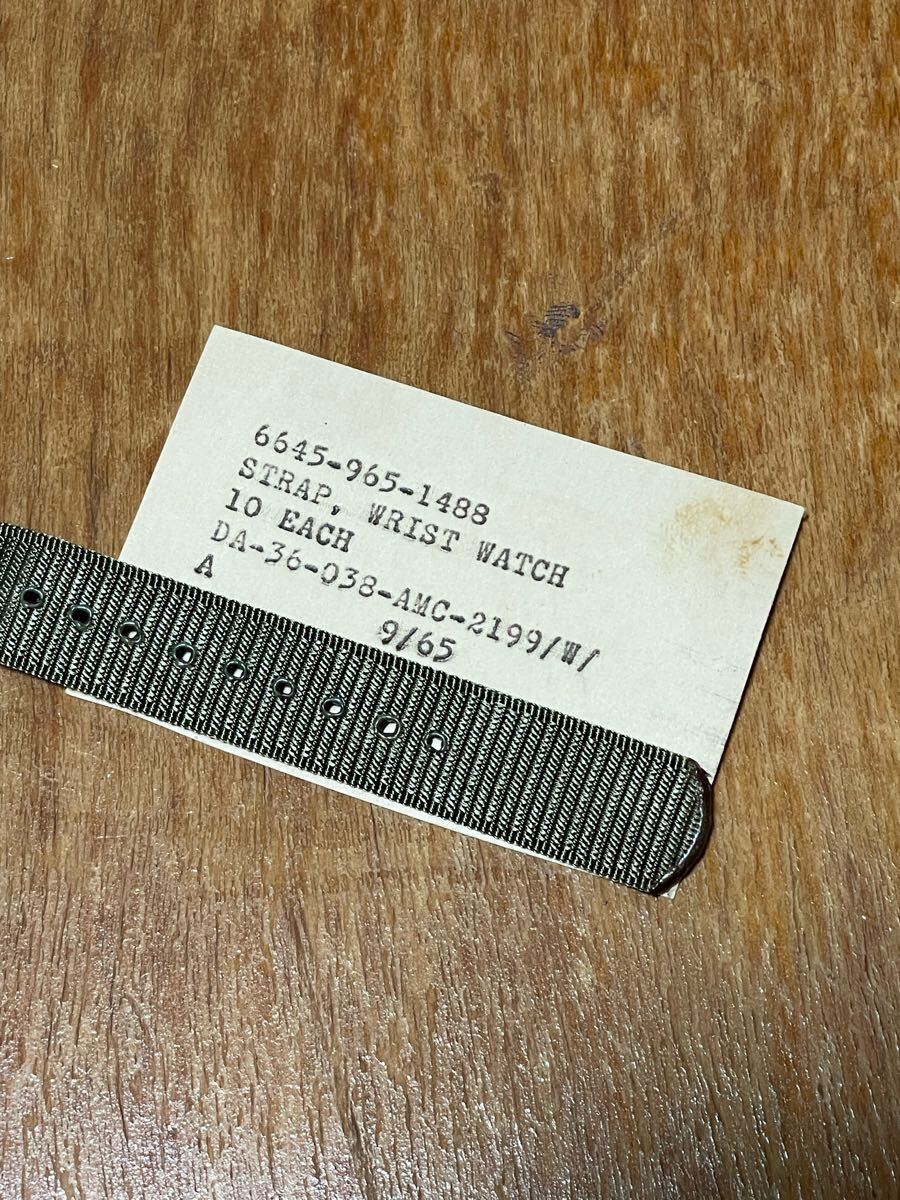 6645-965-1488
STRAP, WRIST WATCH
10 EACH
DA-36-038-AMC-2199/W/
A 9/65